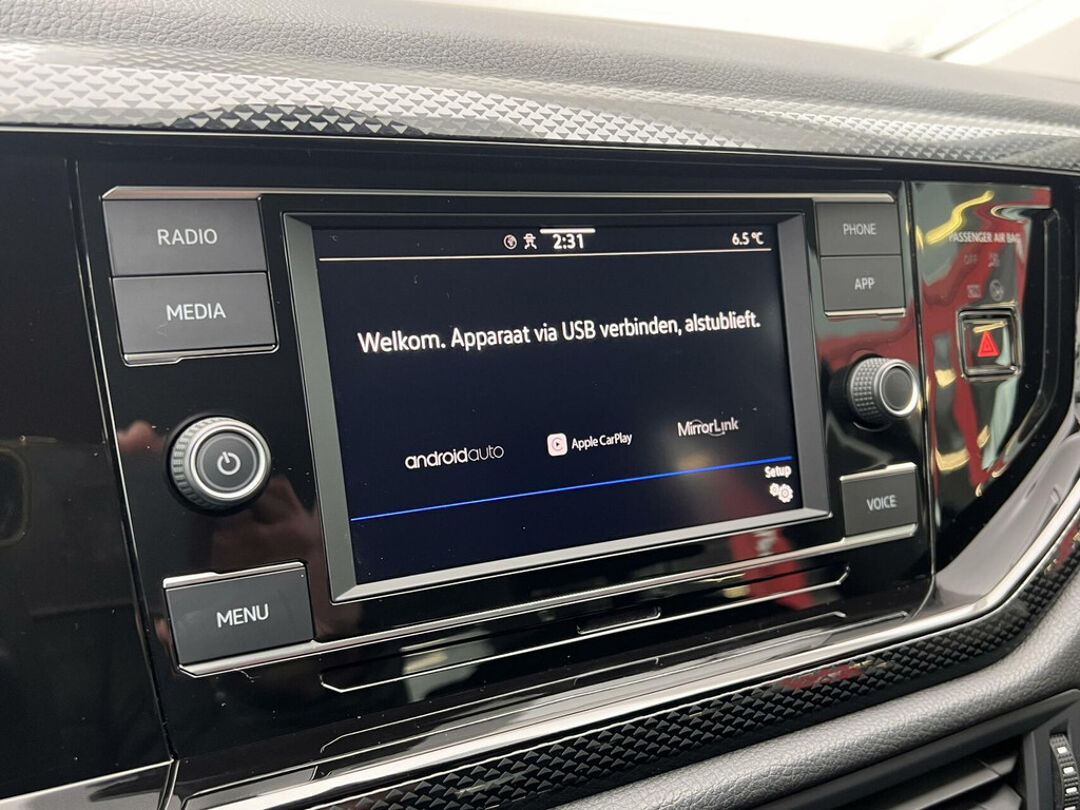 RADIO
MEDIA
MENU
2:31
6.5 °C
Welkom. Apparaat via USB verbinden, alstublieft.
androidauto
Apple CarPlay
MirrorLink
Setup
PHONE
APP
VOICE
PASSENGER AIR BAG
OFF